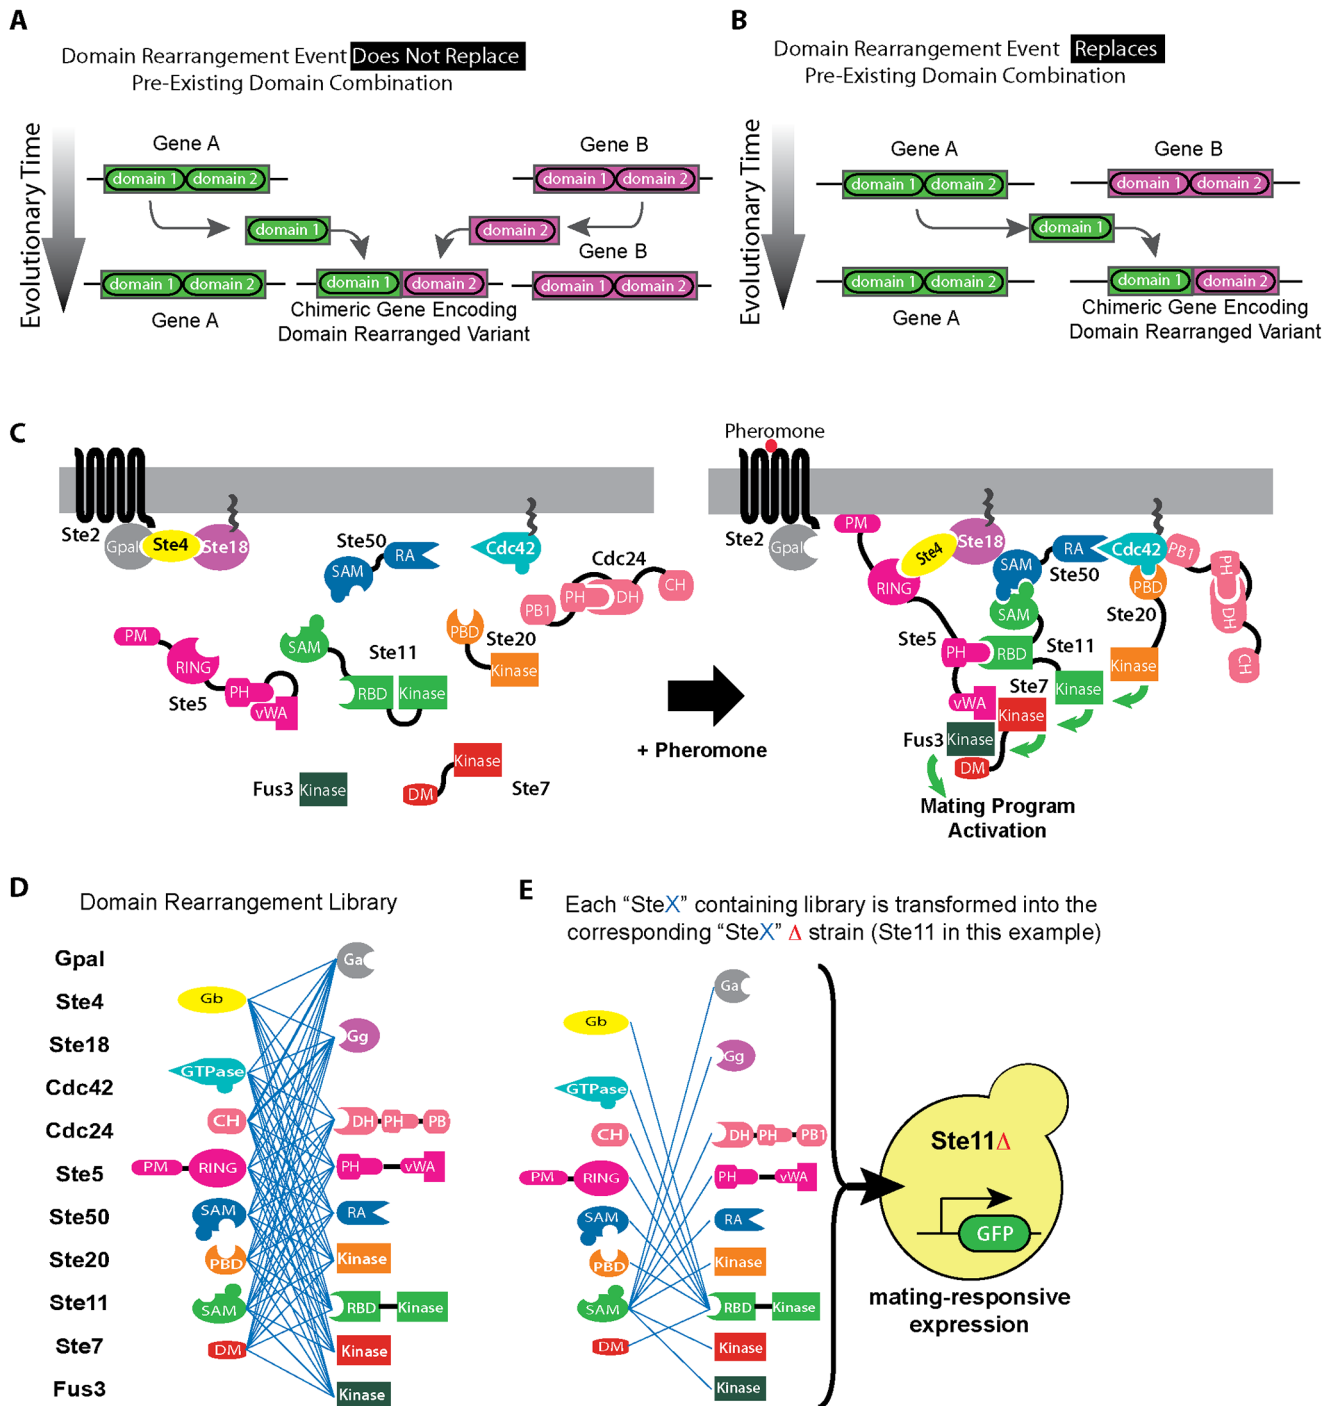 A
Domain Rearrangement Event Does Not Replace
Pre-Existing Domain Combination
Evolutionary Time
Gene A
domain 1 domain 2
Gene B
domain 1 domain 2
domain 1
domain 2
Gene B
domain 1 domain 2
domain 1 domain 2
domain 1 domain 2
Gene A
Chimeric Gene Encoding
Domain Rearranged Variant
B
Domain Rearrangement Event Replaces
Pre-Existing Domain Combination
Evolutionary Time
Gene A
Gene B
domain 1 domain 2
domain 1 domain 2
domain 1
domain 1 domain 2
domain 1 domain 2
Gene A
Chimeric Gene Encoding
Domain Rearranged Variant
C
Ste2
Gpal
Ste4
Ste18
Ste50
SAM
RA
Cdc42
Cdc24
PB1
PH
DH
CH
PM
RING
PH
vWA
Ste5
SAM
Ste11
RBD
Kinase
PBD
Ste20
Kinase
Fus3
Kinase
DM
Kinase
Ste7
+ Pheromone
Pheromone
Ste2
Gpal
PM
RING
Ste4
Ste18
SAM
RA
Ste50
Cdc42
PB1
PH
DH
CH
PBD
Ste20
Kinase
SAM
Ste5
PH
RBD
Ste11
Kinase
Ste7
vWA
Kinase
Fus3
Kinase
DM
Mating Program
Activation
D
Domain Rearrangement Library
Gpal
Ste4
Ste18
Cdc42
Cdc24
Ste5
Ste50
Ste20
Ste11
Ste7
Fus3
Gb
GTPase
CH
PM RING
SAM
PBD
SAM
DM
Ga
Gg
DH PH PB
PH vWA
RA
Kinase
RBD Kinase
Kinase
Kinase
E
Each “SteX” containing library is transformed into the
corresponding “SteX” Δ strain (Ste11 in this example)
Gb
GTPase
CH
PM RING
SAM
PBD
SAM
DM
Ga
Gg
DH PH PB1
PH vWA
RA
Kinase
RBD Kinase
Kinase
Kinase
Ste11Δ
GFP
mating-responsive
expression